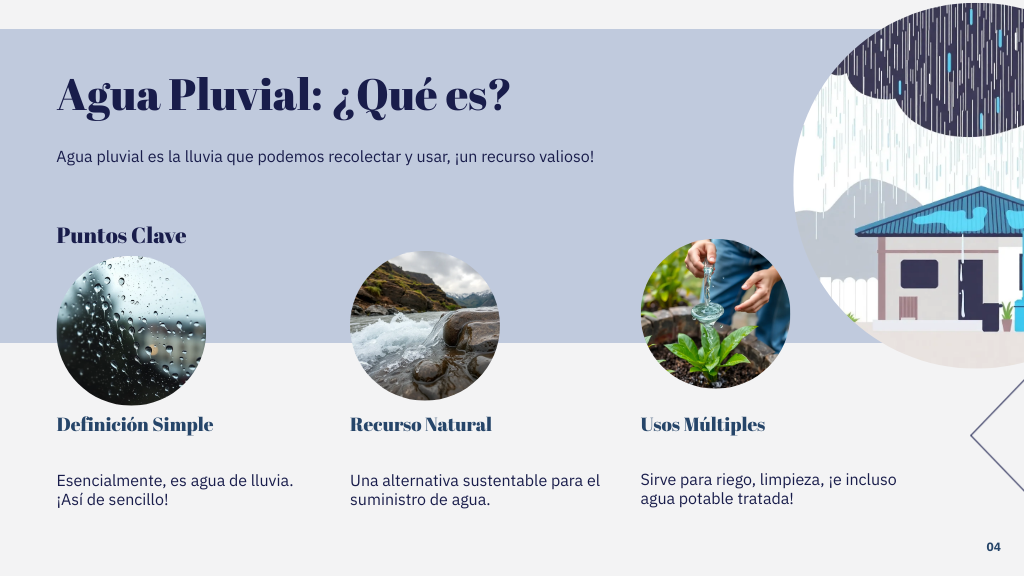 Agua Pluvial: ¿Qué es?
Agua pluvial es la lluvia que podemos recolectar y usar, ¡un recurso valioso!
Puntos Clave
Definición Simple
Esencialmente, es agua de lluvia.
¡Así de sencillo!
Recurso Natural
Una alternativa sustentable para el
suministro de agua.
Usos Múltiples
Sirve para riego, limpieza, ¡e incluso
agua potable tratada!
04